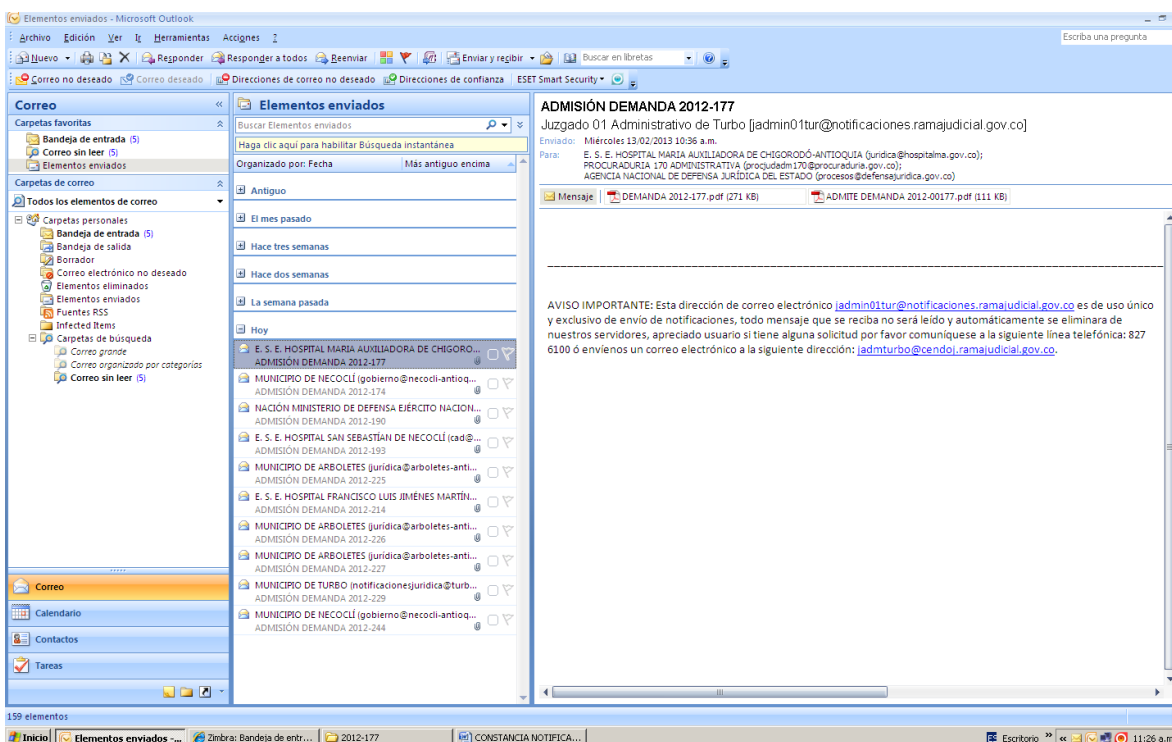 Elementos enviados - Microsoft Outlook
Archivo Edición Ver Ir Herramientas Acciones ?
Escriba una pregunta
Nuevo Responder Responder a todos Reenviar Enviar y recibir Buscar en libretas
Correo no deseado Correo deseado Direcciones de correo no deseado Direcciones de confianza ESET Smart Security
Correo
Carpetas favoritas
Bandeja de entrada (5)
Correo sin leer (5)
Elementos enviados
Carpetas de correo
Todos los elementos de correo
Carpetas personales
Bandeja de entrada (5)
Bandeja de salida
Borrador
Correo electrónico no deseado
Elementos eliminados
Elementos enviados
Fuentes RSS
Infected Items
Carpetas de búsqueda
Correo grande
Correo organizado por categorías
Correo sin leer (5)
Correo
Calendario
Contactos
Tareas
Elementos enviados
Buscar Elementos enviados
Haga clic aquí para habilitar Búsqueda instantánea
Organizado por: Fecha Más antiguo encima
Antiguo
El mes pasado
Hace tres semanas
Hace dos semanas
La semana pasada
Hoy
E. S. E. HOSPITAL MARIA AUXILIADORA DE CHIGORO...
ADMISIÓN DEMANDA 2012-177
MUNICIPIO DE NECOCLÍ (gobierno@necocli-antioq...
ADMISIÓN DEMANDA 2012-174
NACIÓN MINISTERIO DE DEFENSA EJÉRCITO NACION...
ADMISIÓN DEMANDA 2012-190
E. S. E. HOSPITAL SAN SEBASTÍAN DE NECOCLÍ (cad@...
ADMISIÓN DEMANDA 2012-193
MUNICIPIO DE ARBOLETES (jurídica@arboletes-anti...
ADMISIÓN DEMANDA 2012-225
E. S. E. HOSPITAL FRANCISCO LUIS JIMÉNES MARTÍN...
ADMISIÓN DEMANDA 2012-214
MUNICIPIO DE ARBOLETES (jurídica@arboletes-anti...
ADMISIÓN DEMANDA 2012-226
MUNICIPIO DE ARBOLETES (jurídica@arboletes-anti...
ADMISIÓN DEMANDA 2012-227
MUNICIPIO DE TURBO (notificacionesjuridica@turb...
ADMISIÓN DEMANDA 2012-229
MUNICIPIO DE NECOCLÍ (gobierno@necocli-antioq...
ADMISIÓN DEMANDA 2012-244
ADMISIÓN DEMANDA 2012-177
Juzgado 01 Administrativo de Turbo [jadmin01tur@notificaciones.ramajudicial.gov.co]
Enviado: Miércoles 13/02/2013 10:36 a.m.
Para: E. S. E. HOSPITAL MARIA AUXILIADORA DE CHIGORODÓ-ANTIOQUIA (juridica@hospitalma.gov.co);
PROCURADURIA 170 ADMINISTRATIVA (procjudadm170@procuraduria.gov.co);
AGENCIA NACIONAL DE DEFENSA JURÍDICA DEL ESTADO (procesos@defensajuridica.gov.co)
Mensaje DEMANDA 2012-177.pdf (271 KB) ADMITE DEMANDA 2012-00177.pdf (111 KB)
AVISO IMPORTANTE: Esta dirección de correo electrónico jadmin01tur@notificaciones.ramajudicial.gov.co es de uso único
y exclusivo de envío de notificaciones, todo mensaje que se reciba no será leído y automáticamente se eliminara de
nuestros servidores, apreciado usuario si tiene alguna solicitud por favor comuníquese a la siguiente línea telefónica: 827
6100 ó envíenos un correo electrónico a la siguiente dirección: jadmturbo@cendoj.ramajudicial.gov.co.
159 elementos
Inicio Elementos enviados -... Zimbra: Bandeja de entr... 2012-177 CONSTANCIA NOTIFICA... ES Escritorio 11:26 a.m.